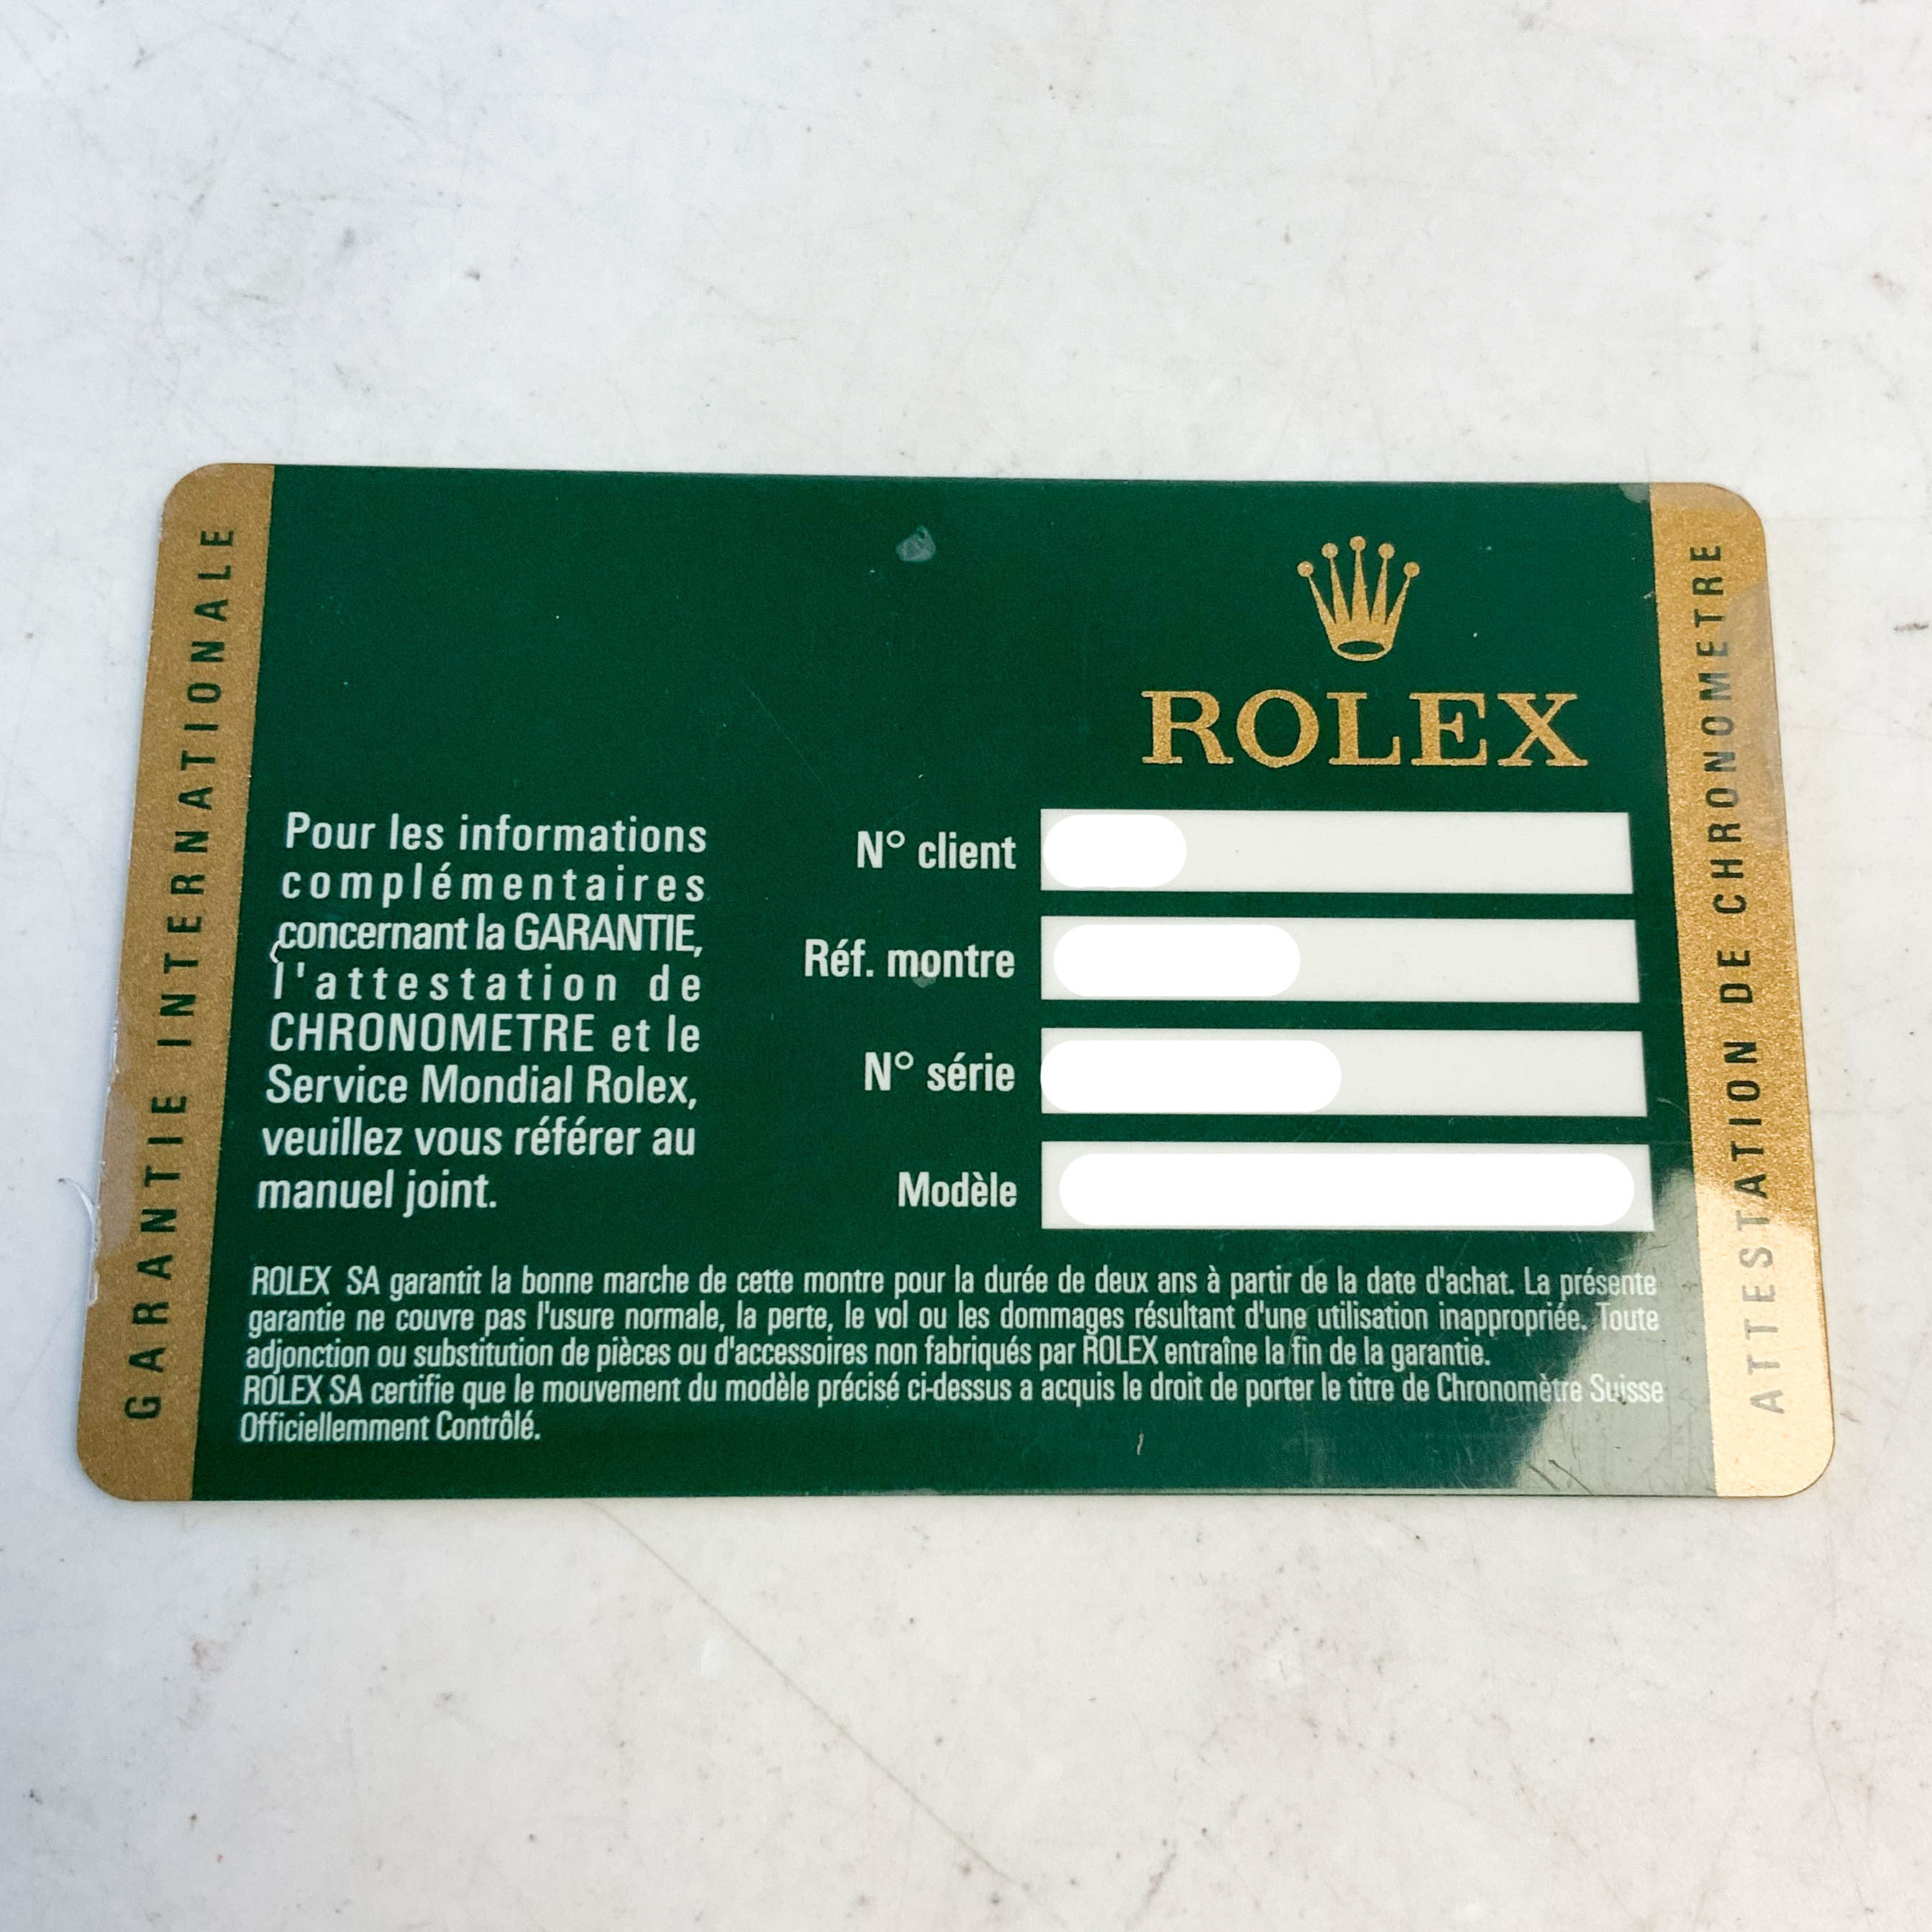 GARANTIE INTERNATIONALE
ROLEX
Pour les informations
complémentaires
concernant la GARANTIE,
l'attestation de
CHRONOMETRE et le
Service Mondial Rolex,
veuillez vous référer au
manuel joint.
N° client
Réf. montre
N° série
Modèle
ROLEX SA garantit la bonne marche de cette montre pour la durée de deux ans à partir de la date d'achat. La présente
garantie ne couvre pas l'usure normale, la perte, le vol ou les dommages résultant d'une utilisation inappropriée. Toute
adjonction ou substitution de pièces ou d'accessoires non fabriqués par ROLEX entraîne la fin de la garantie.
ROLEX SA certifie que le mouvement du modèle précisé ci-dessus a acquis le droit de porter le titre de Chronomètre Suisse
Officiellemment Contrôlé.
ATTESTATION DE CHRONOMETRE